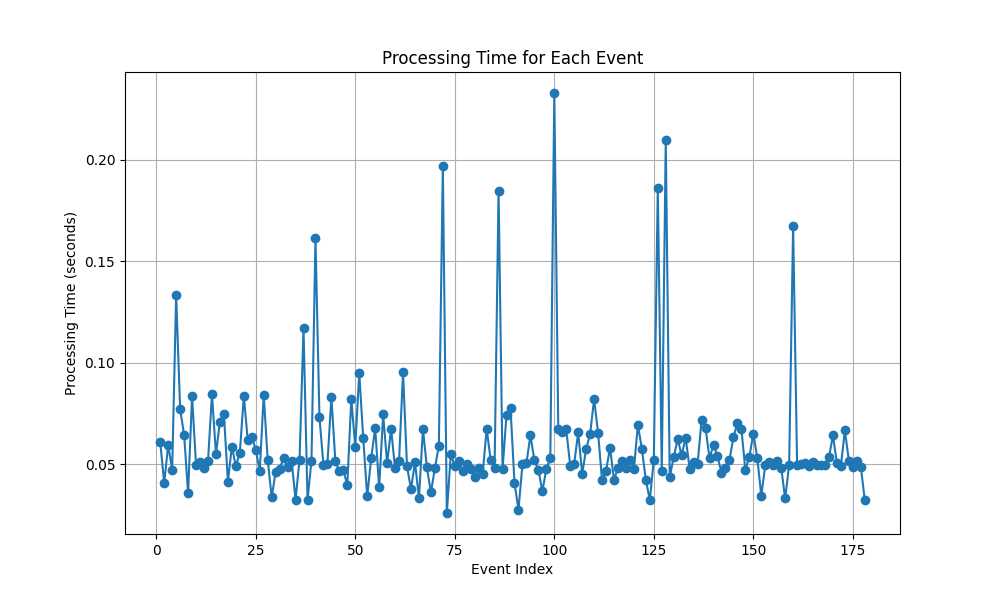 Processing Time for Each Event
Processing Time (seconds)
0.20
0.15
0.10
0.05
0 25 50 75 100 125 150 175
Event Index